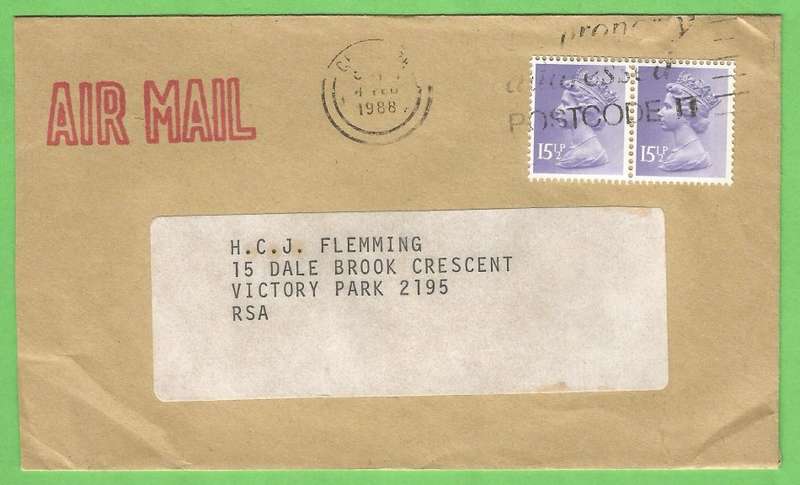 AIR MAIL
4 FEB
1988
POSTCODE IT
15½P
15½P
H.C.J. FLEMMING
15 DALE BROOK CRESCENT
VICTORY PARK 2195
RSA